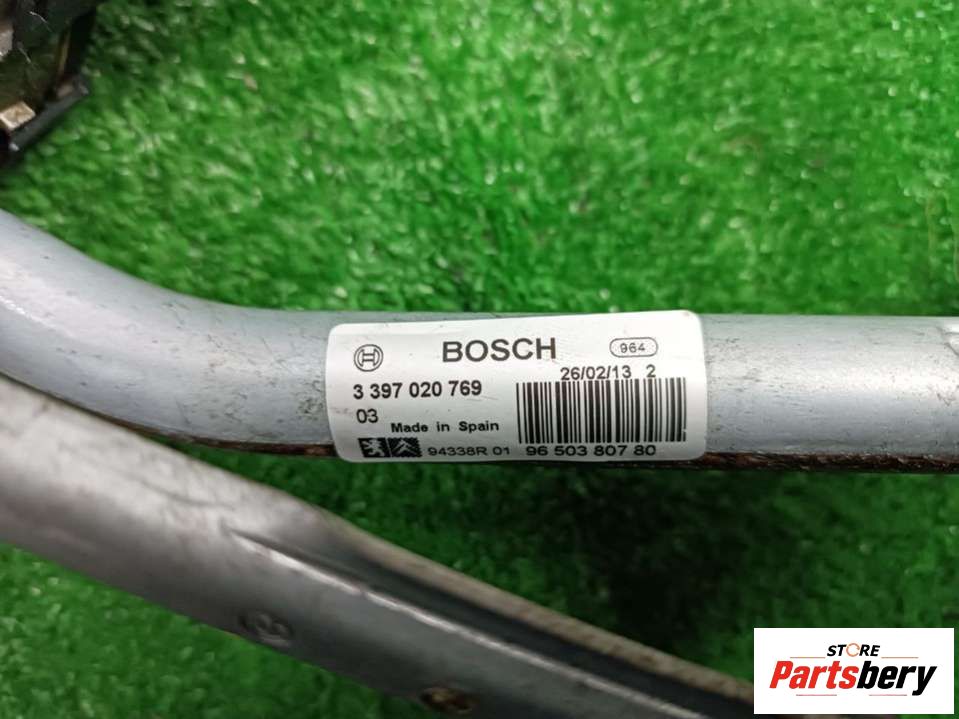 BOSCH
964
26/02/13 2
3 397 020 769
03
Made in Spain
94338R 01
96 503 807 80
STORE
Partsbery